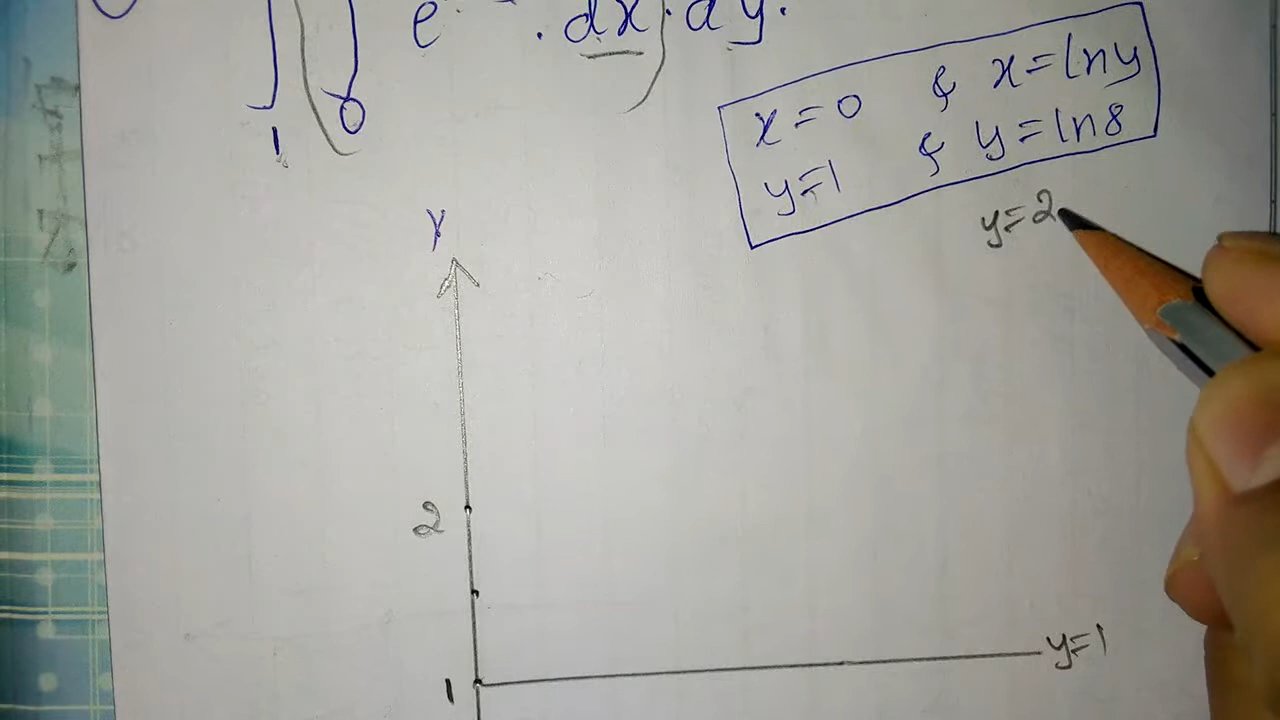 ∫ ( ∫ e . dx ) . dy .
1 0
x = 0 & x = ln y
y = 1 & y = ln 8
y = 2
Y
2
y = 1
1